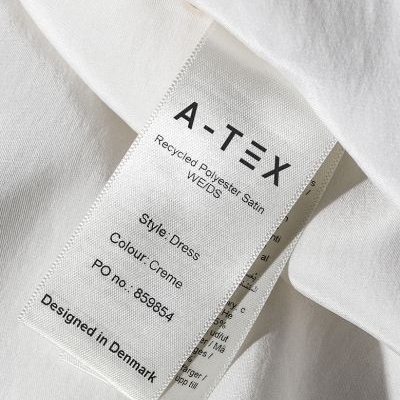 A-TEX
Recycled Polyester Satin
WE/DS
Style: Dress
Colour: Creme
PO no.: 859854
Designed in Denmark